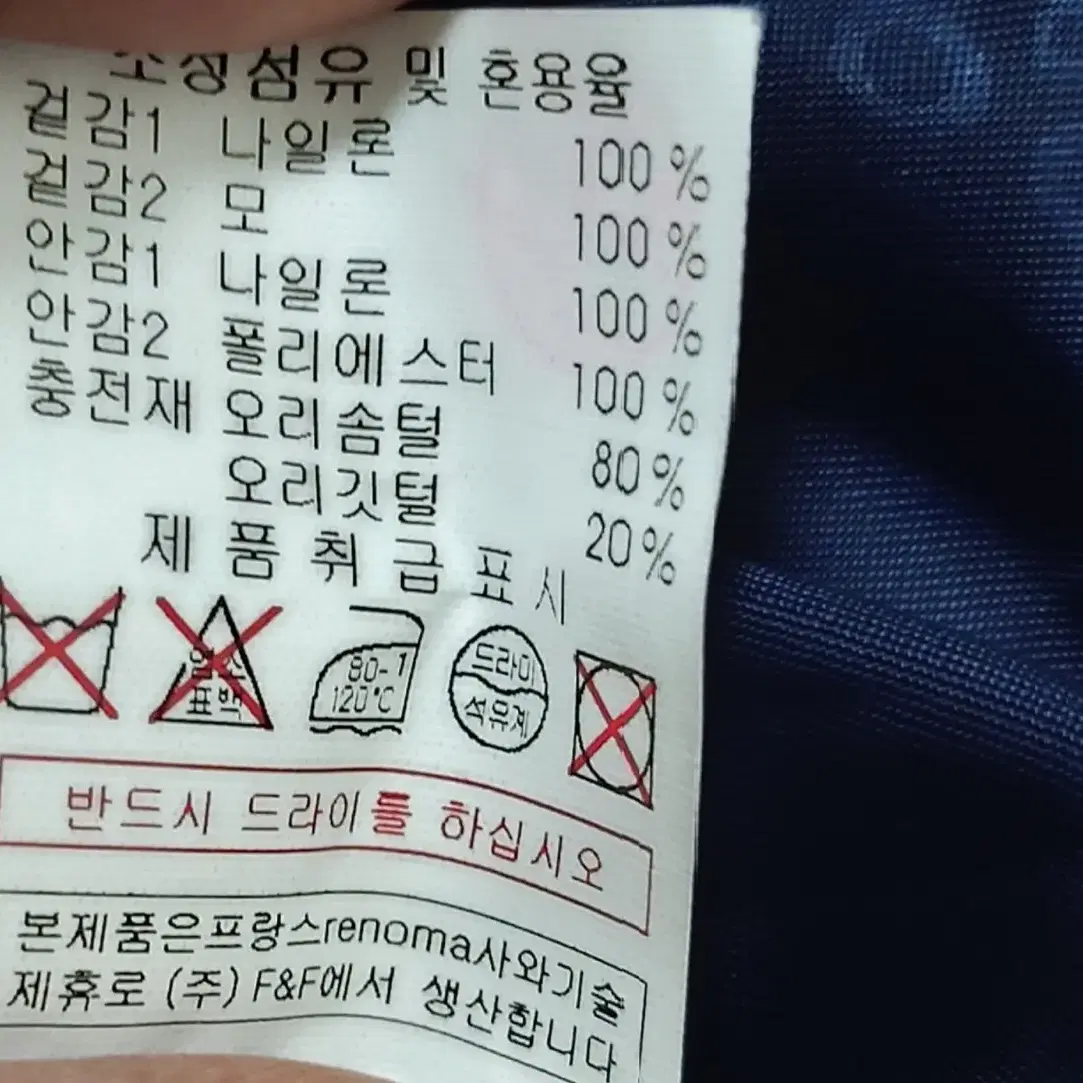 조성섬유 및 혼용율
겉감1 나일론 100 %
겉감2 모 100 %
안감1 나일론 100 %
안감2 폴리에스터 100 %
충전재 오리솜털 80 %
오리깃털 20 %
제품취급표시
염소
표백
80-1
120°C
드라이
석유계
반드시 드라이를 하십시오
본제품은프랑스renoma사와기술
제휴로 (주) F&F에서 생산합니다